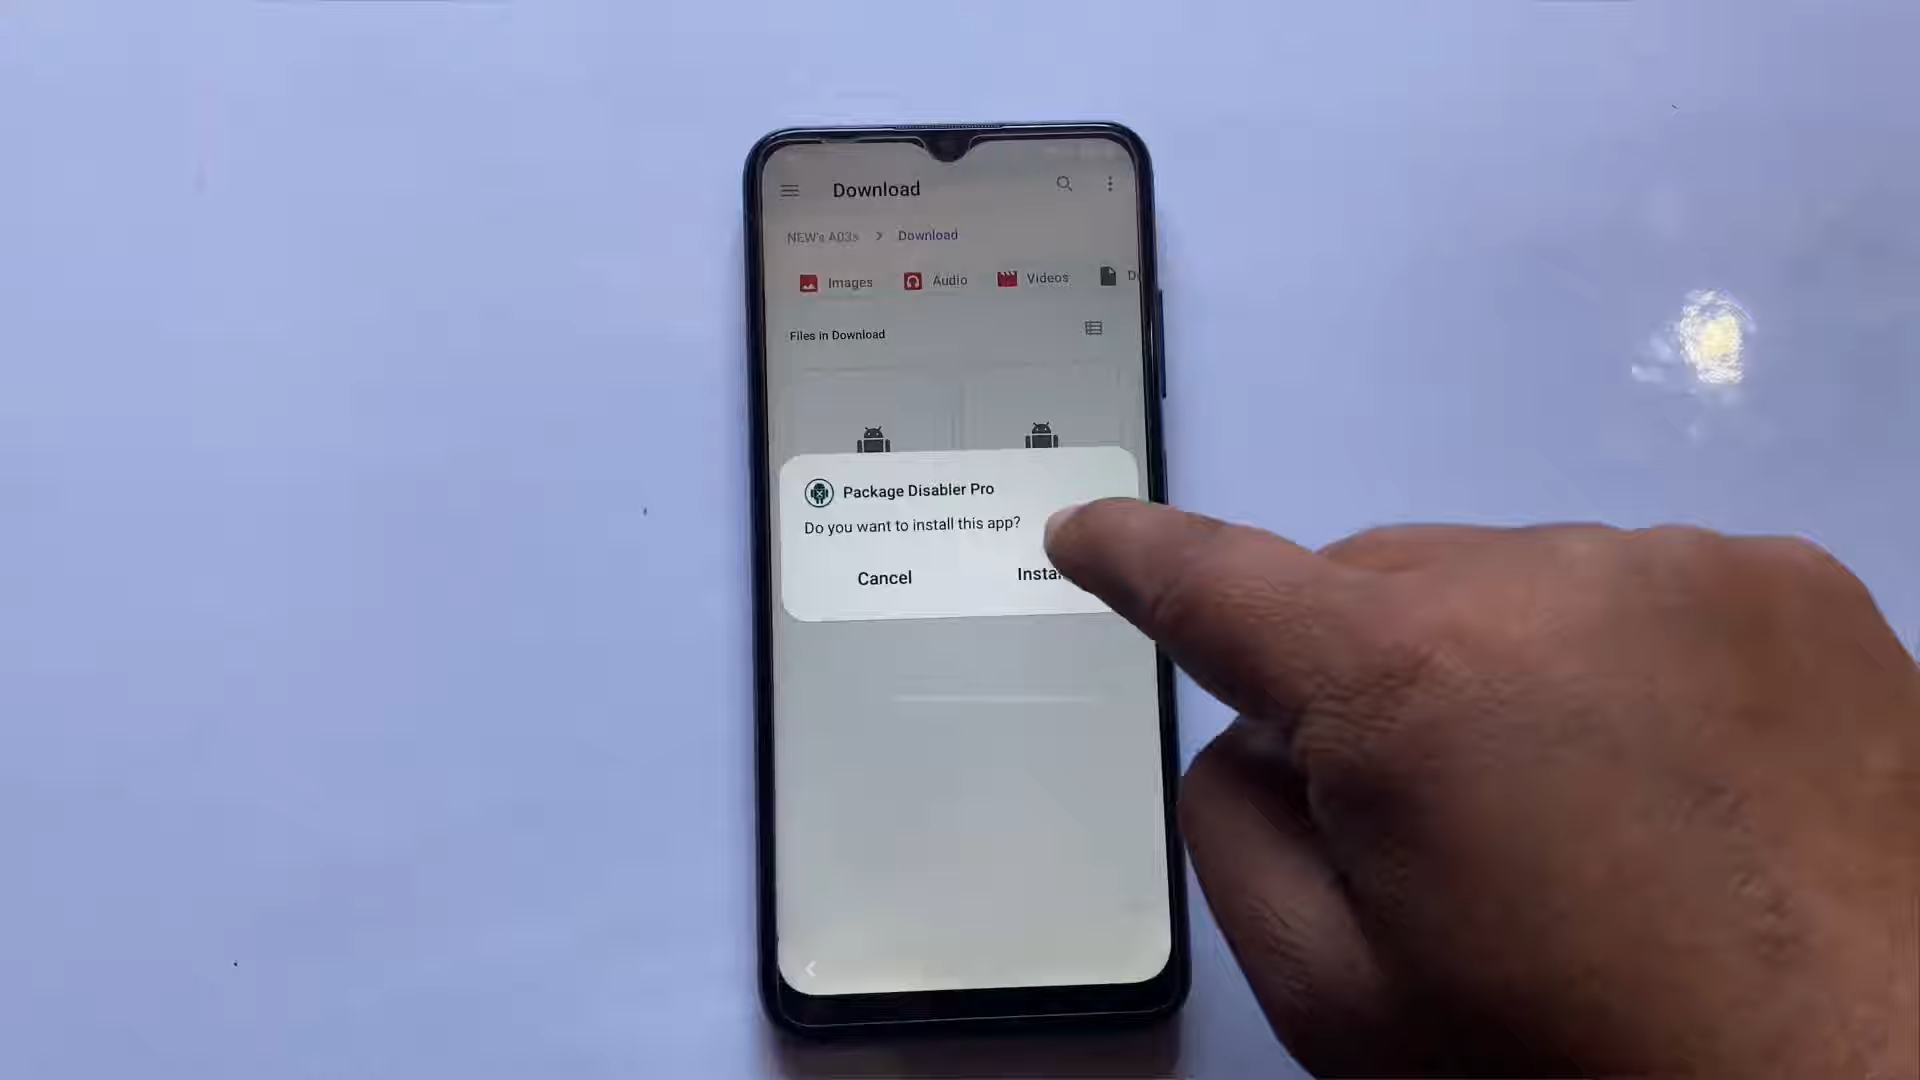 Download
NEW's A03s > Download
Images Audio Videos
Files in Download
Package Disabler Pro
Do you want to install this app?
Cancel